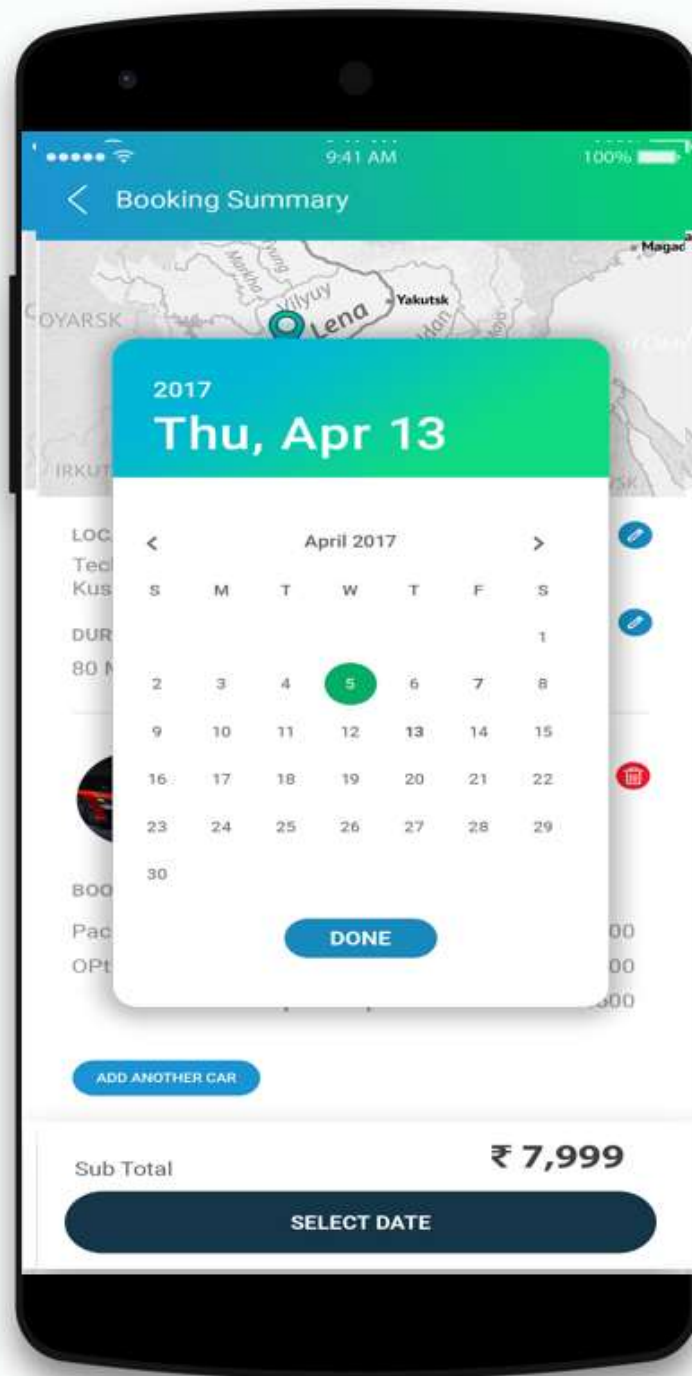 9:41 AM 100%
Booking Summary
Magad
Vilyuy
Lena
Yakutsk
OYARSK
2017
Thu, Apr 13
IRKUT
LOC
Tec
Kus
DUR
80
< April 2017 >
S M T W T F S
1
2 3 4 5 6 7 8
9 10 11 12 13 14 15
16 17 18 19 20 21 22
23 24 25 26 27 28 29
30
DONE
BOO
Pac 00
OPt 00
ADD ANOTHER CAR
Sub Total ₹ 7,999
SELECT DATE